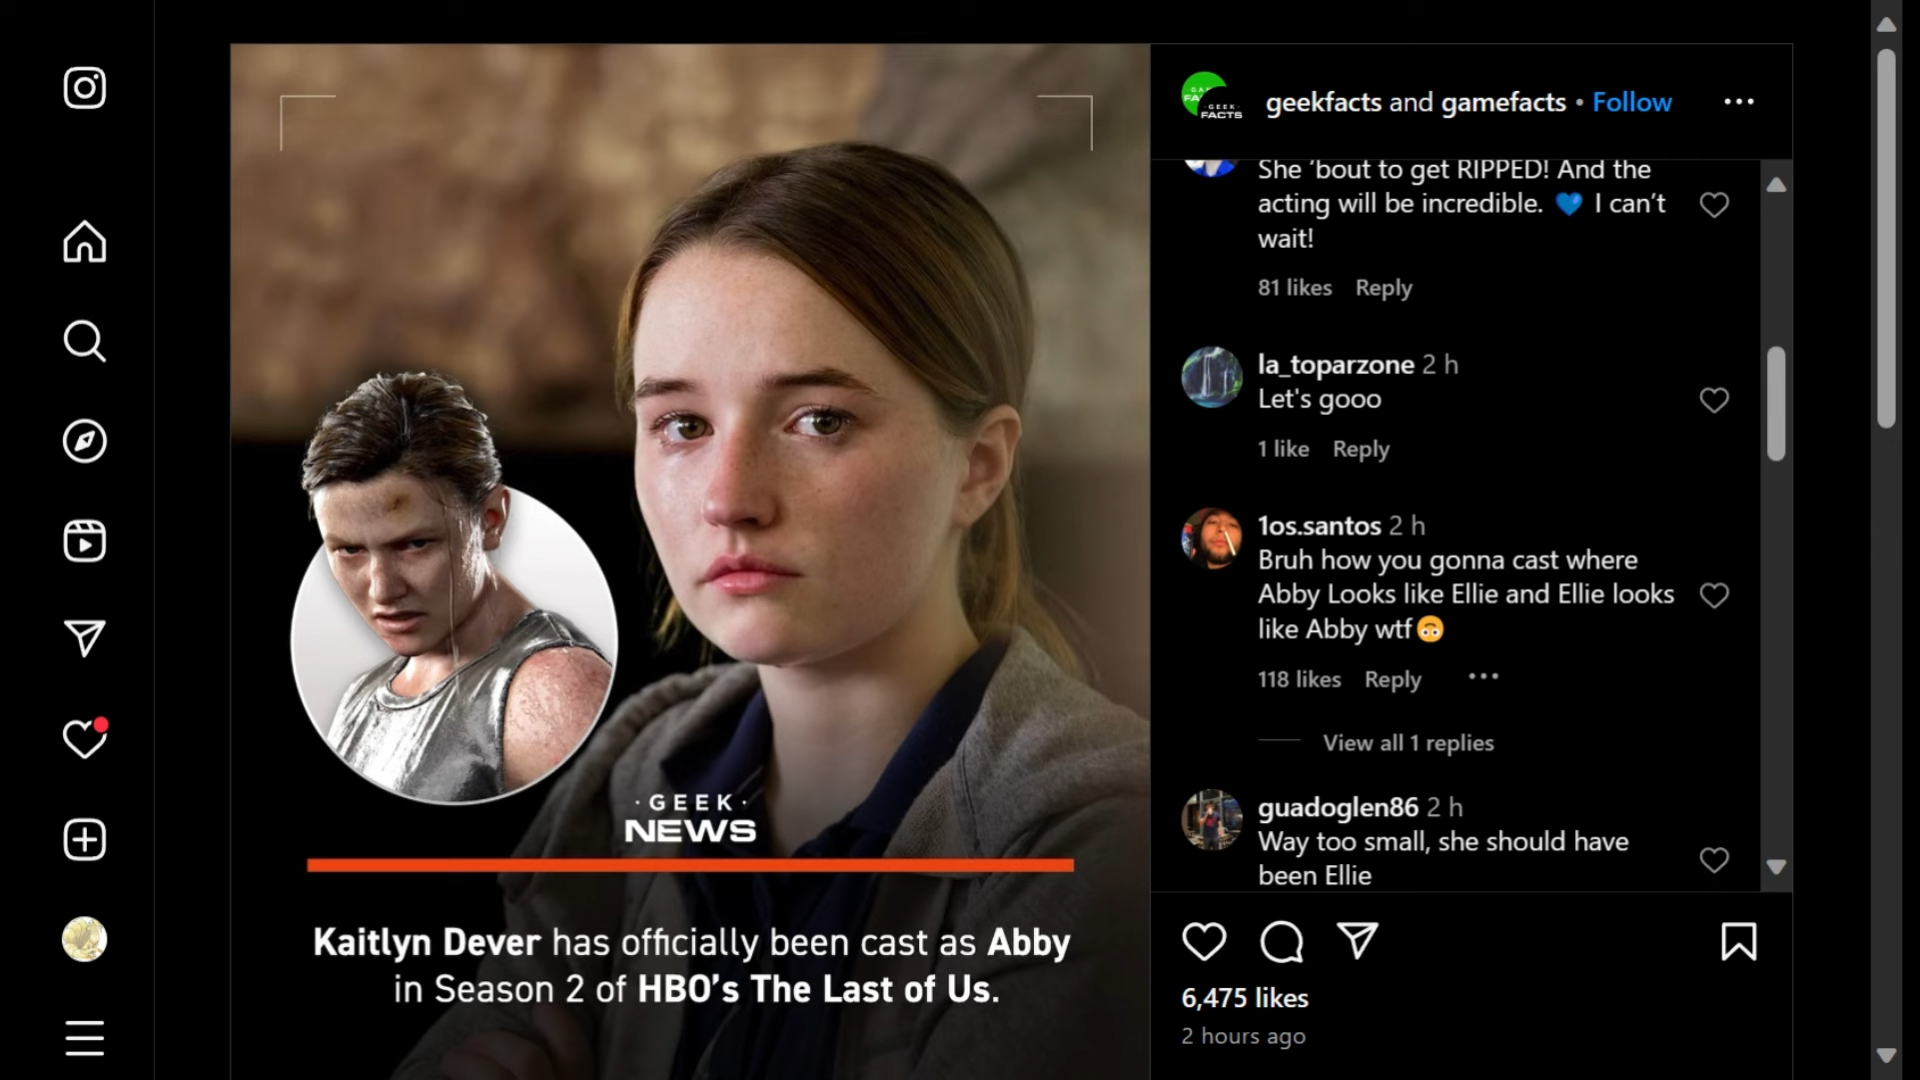 geekfacts and gamefacts • Follow
GAM
FA
·GEEK·
FACTS
She ’bout to get RIPPED! And the
acting will be incredible. 💙 I can’t
wait!
81 likes Reply
la_toparzone 2 h
Let's gooo
1 like Reply
1os.santos 2 h
Bruh how you gonna cast where
Abby Looks like Ellie and Ellie looks
like Abby wtf🙃
118 likes Reply
View all 1 replies
guadoglen86 2 h
Way too small, she should have
been Ellie
6,475 likes
2 hours ago
· GEEK ·
NEWS
Kaitlyn Dever has officially been cast as Abby
in Season 2 of HBO’s The Last of Us.